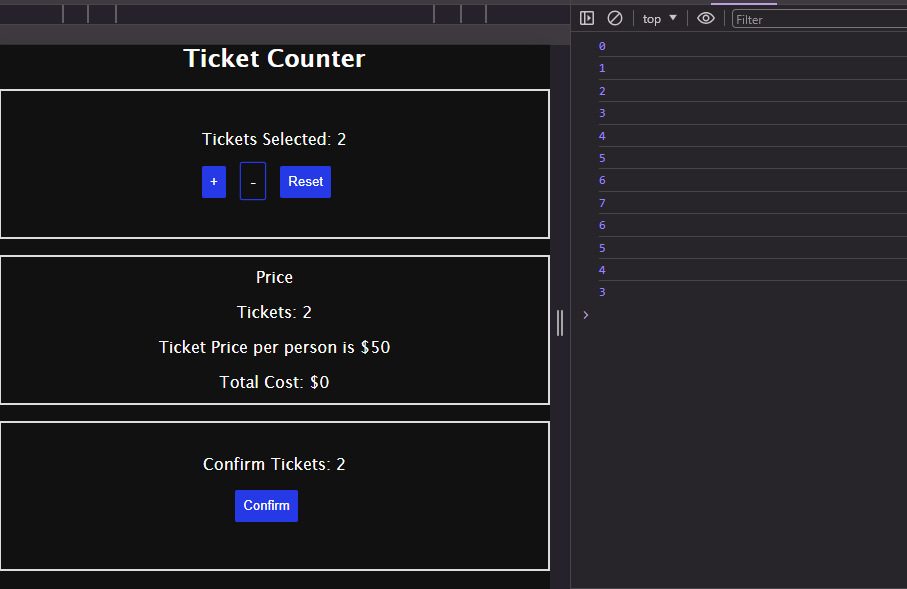 top ▼
Filter
Ticket Counter
Tickets Selected: 2
+ - Reset
Price
Tickets: 2
Ticket Price per person is $50
Total Cost: $0
Confirm Tickets: 2
Confirm
0
1
2
3
4
5
6
7
6
5
4
3
›